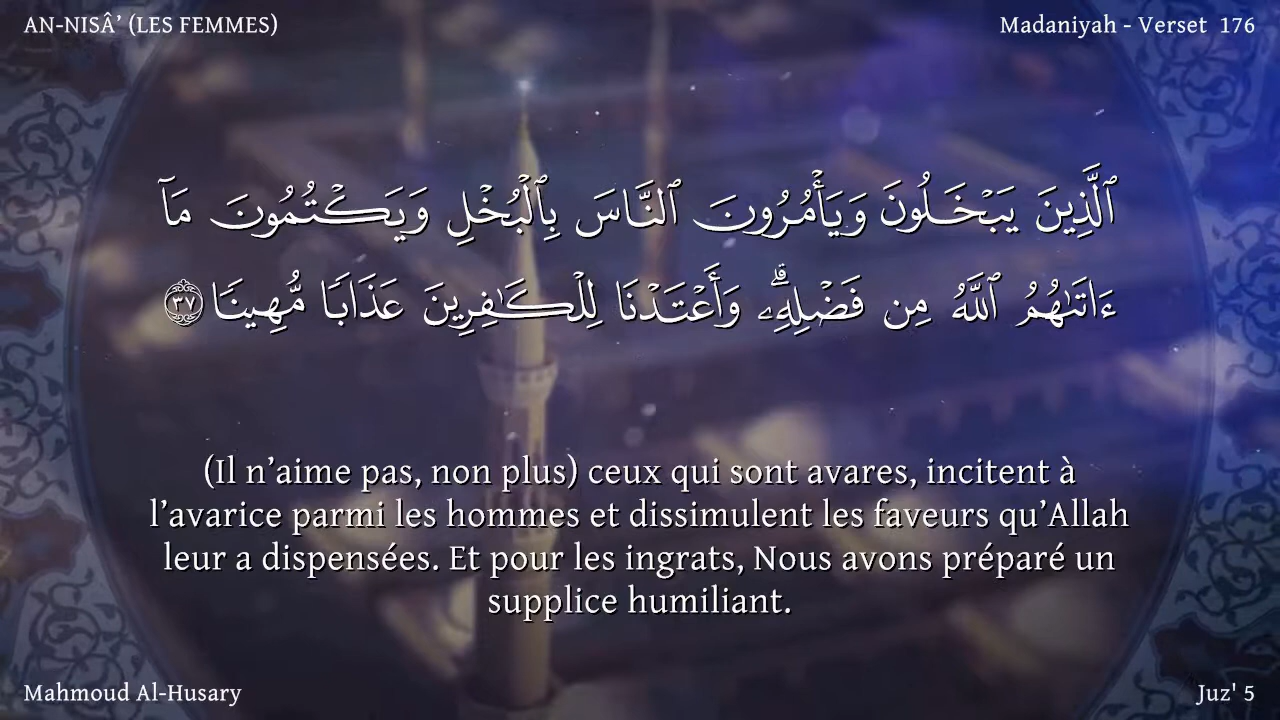 AN-NISÂ’ (LES FEMMES)
Madaniyah - Verset 176
ٱلَّذِينَ يَبْخَلُونَ وَيَأْمُرُونَ ٱلنَّاسَ بِٱلْبُخْلِ وَيَكْتُمُونَ مَآ
ءَاتَىٰهُمُ ٱللَّهُ مِن فَضْلِهِۦۗ وَأَعْتَدْنَا لِلْكَـٰفِرِينَ عَذَابًا مُّهِينًا ٣٧
(Il n’aime pas, non plus) ceux qui sont avares, incitent à
l’avarice parmi les hommes et dissimulent les faveurs qu’Allah
leur a dispensées. Et pour les ingrats, Nous avons préparé un
supplice humiliant.
Mahmoud Al-Husary
Juz' 5